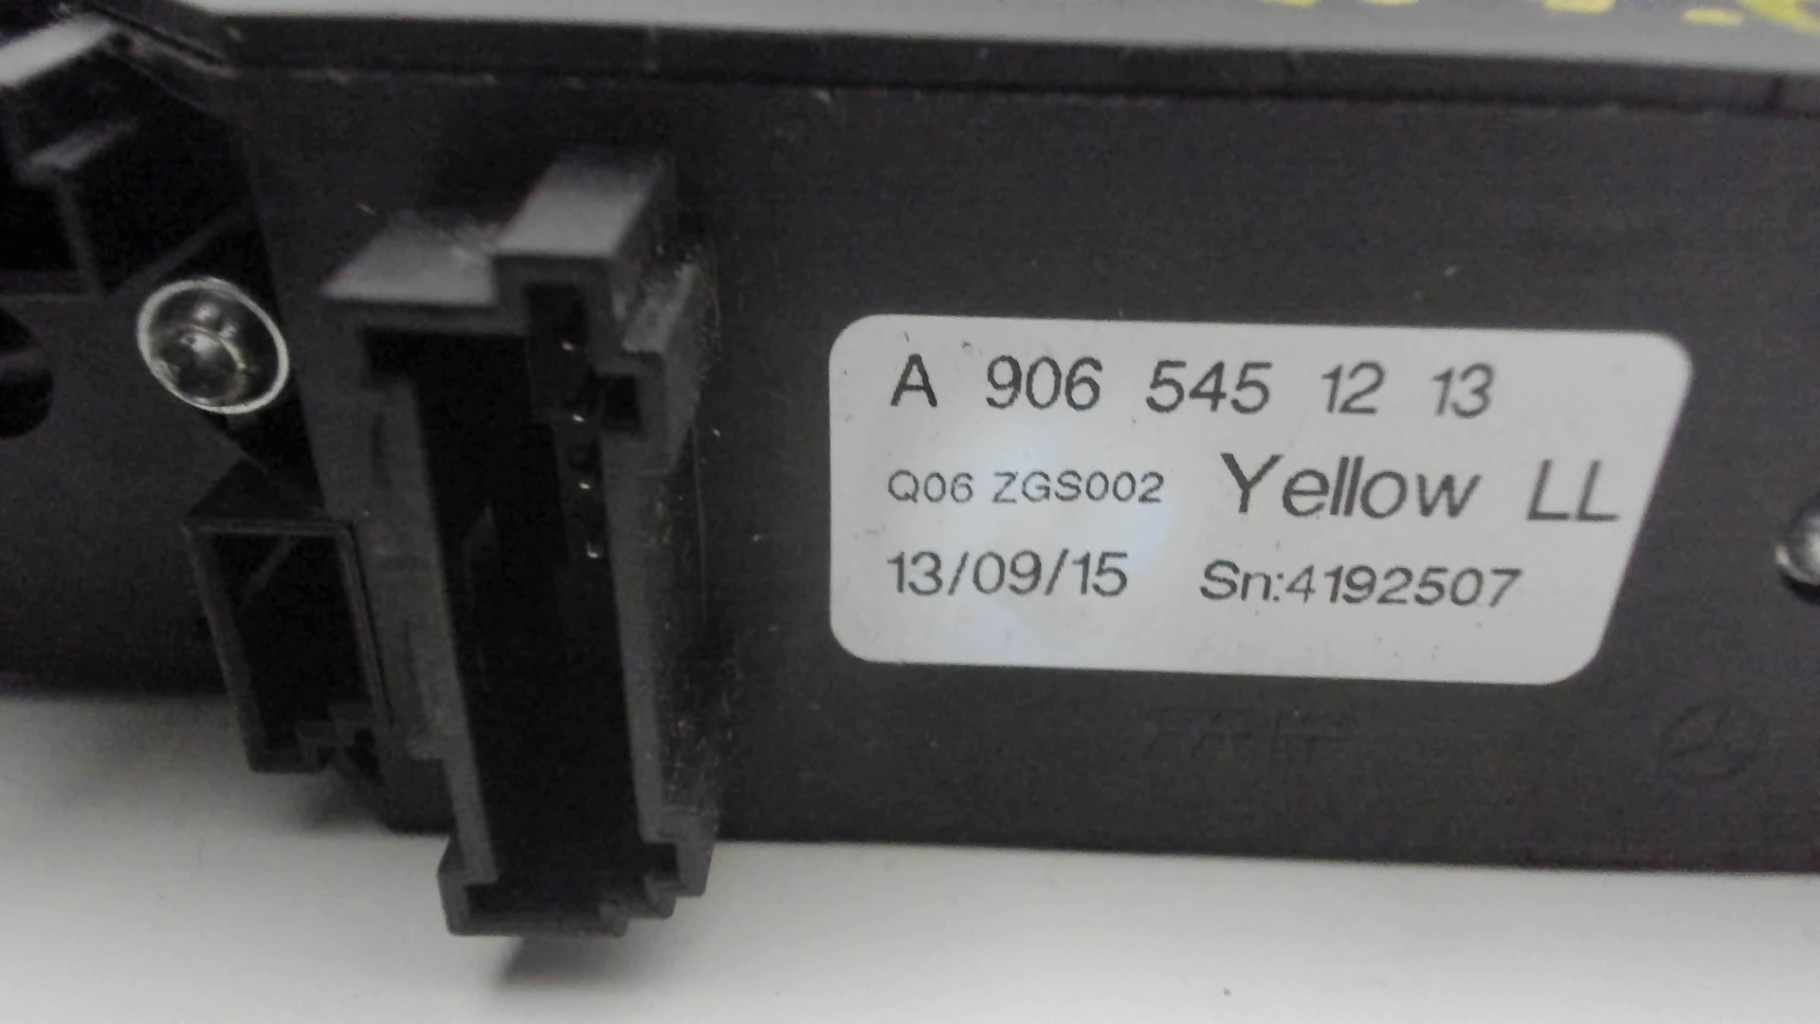 A 906 545 12 13
Q06 ZGS002 Yellow LL
13/09/15 Sn:4192507